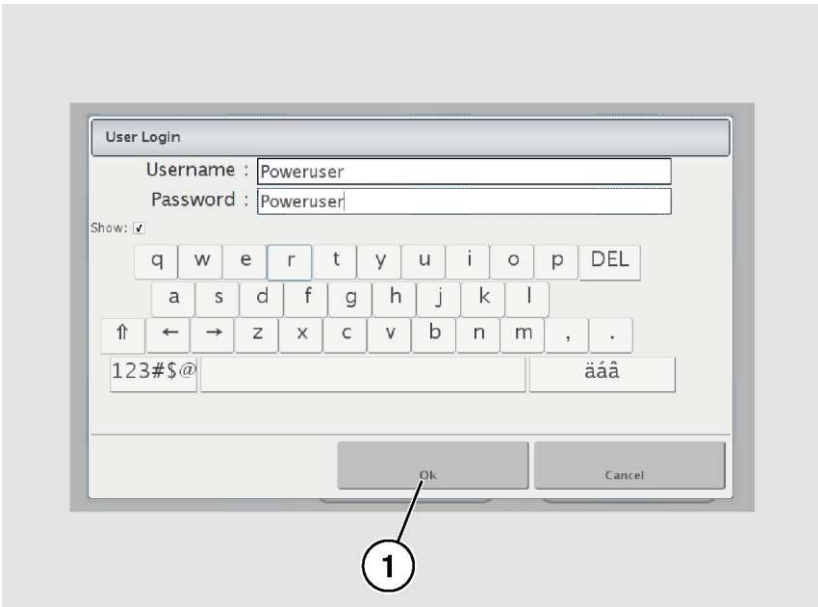 User Login
Username : Poweruser
Password : Poweruser
Show:
q w e r t y u i o p DEL
a s d f g h j k l
⇑ ← → z x c v b n m , .
123#$@ äáâ
Ok Cancel
1